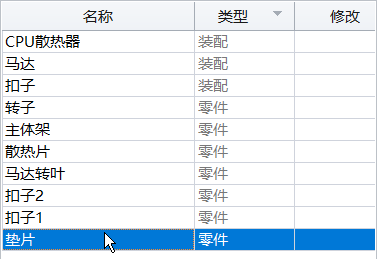 名称 类型 修改
CPU散热器 装配
马达 装配
扣子 装配
转子 零件
主体架 零件
散热片 零件
马达转叶 零件
扣子2 零件
扣子1 零件
垫片 零件